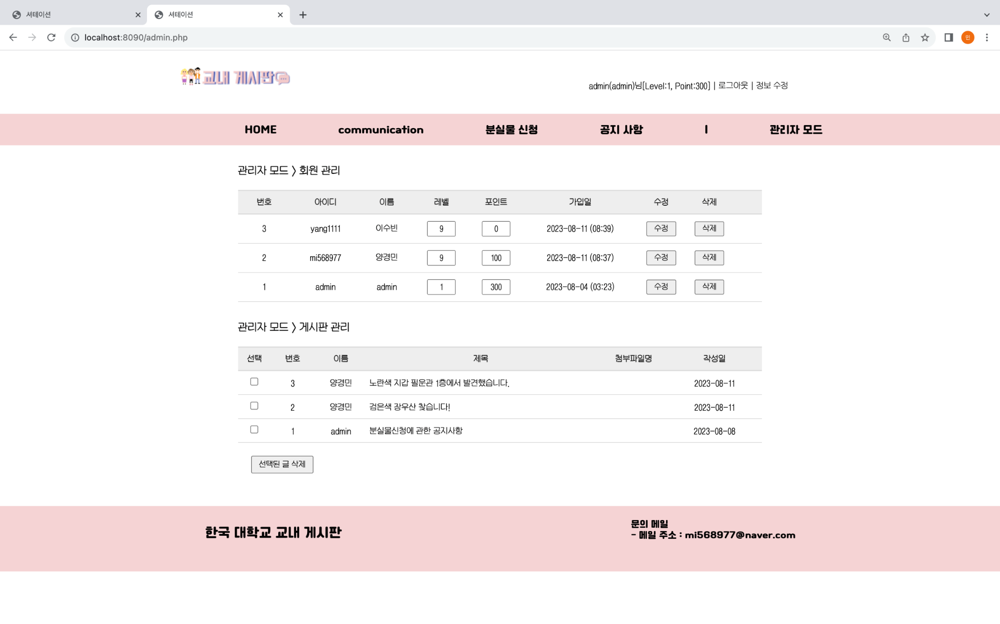 셔테이션
셔테이션
localhost:8090/admin.php
민
교내 게시판
admin(admin)님[Level:1, Point:300] | 로그아웃 | 정보 수정
HOME communication 분실물 신청 공지 사항 | 관리자 모드
관리자 모드 > 회원 관리
번호 아이디 이름 레벨 포인트 가입일 수정 삭제
3 yang1111 이수빈 9 0 2023-08-11 (08:39) 수정 삭제
2 mi568977 양경민 9 100 2023-08-11 (08:37) 수정 삭제
1 admin admin 1 300 2023-08-04 (03:23) 수정 삭제
관리자 모드 > 게시판 관리
선택 번호 이름 제목 첨부파일명 작성일
3 양경민 노란색 지갑 필운관 1층에서 발견했습니다. 2023-08-11
2 양경민 검은색 장우산 찾습니다! 2023-08-11
1 admin 분실물신청에 관한 공지사항 2023-08-08
선택된 글 삭제
한국 대학교 교내 게시판
문의 메일
- 메일 주소 : mi568977@naver.com